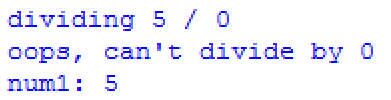 dividing 5 / 0
oops, can't divide by 0
num1: 5